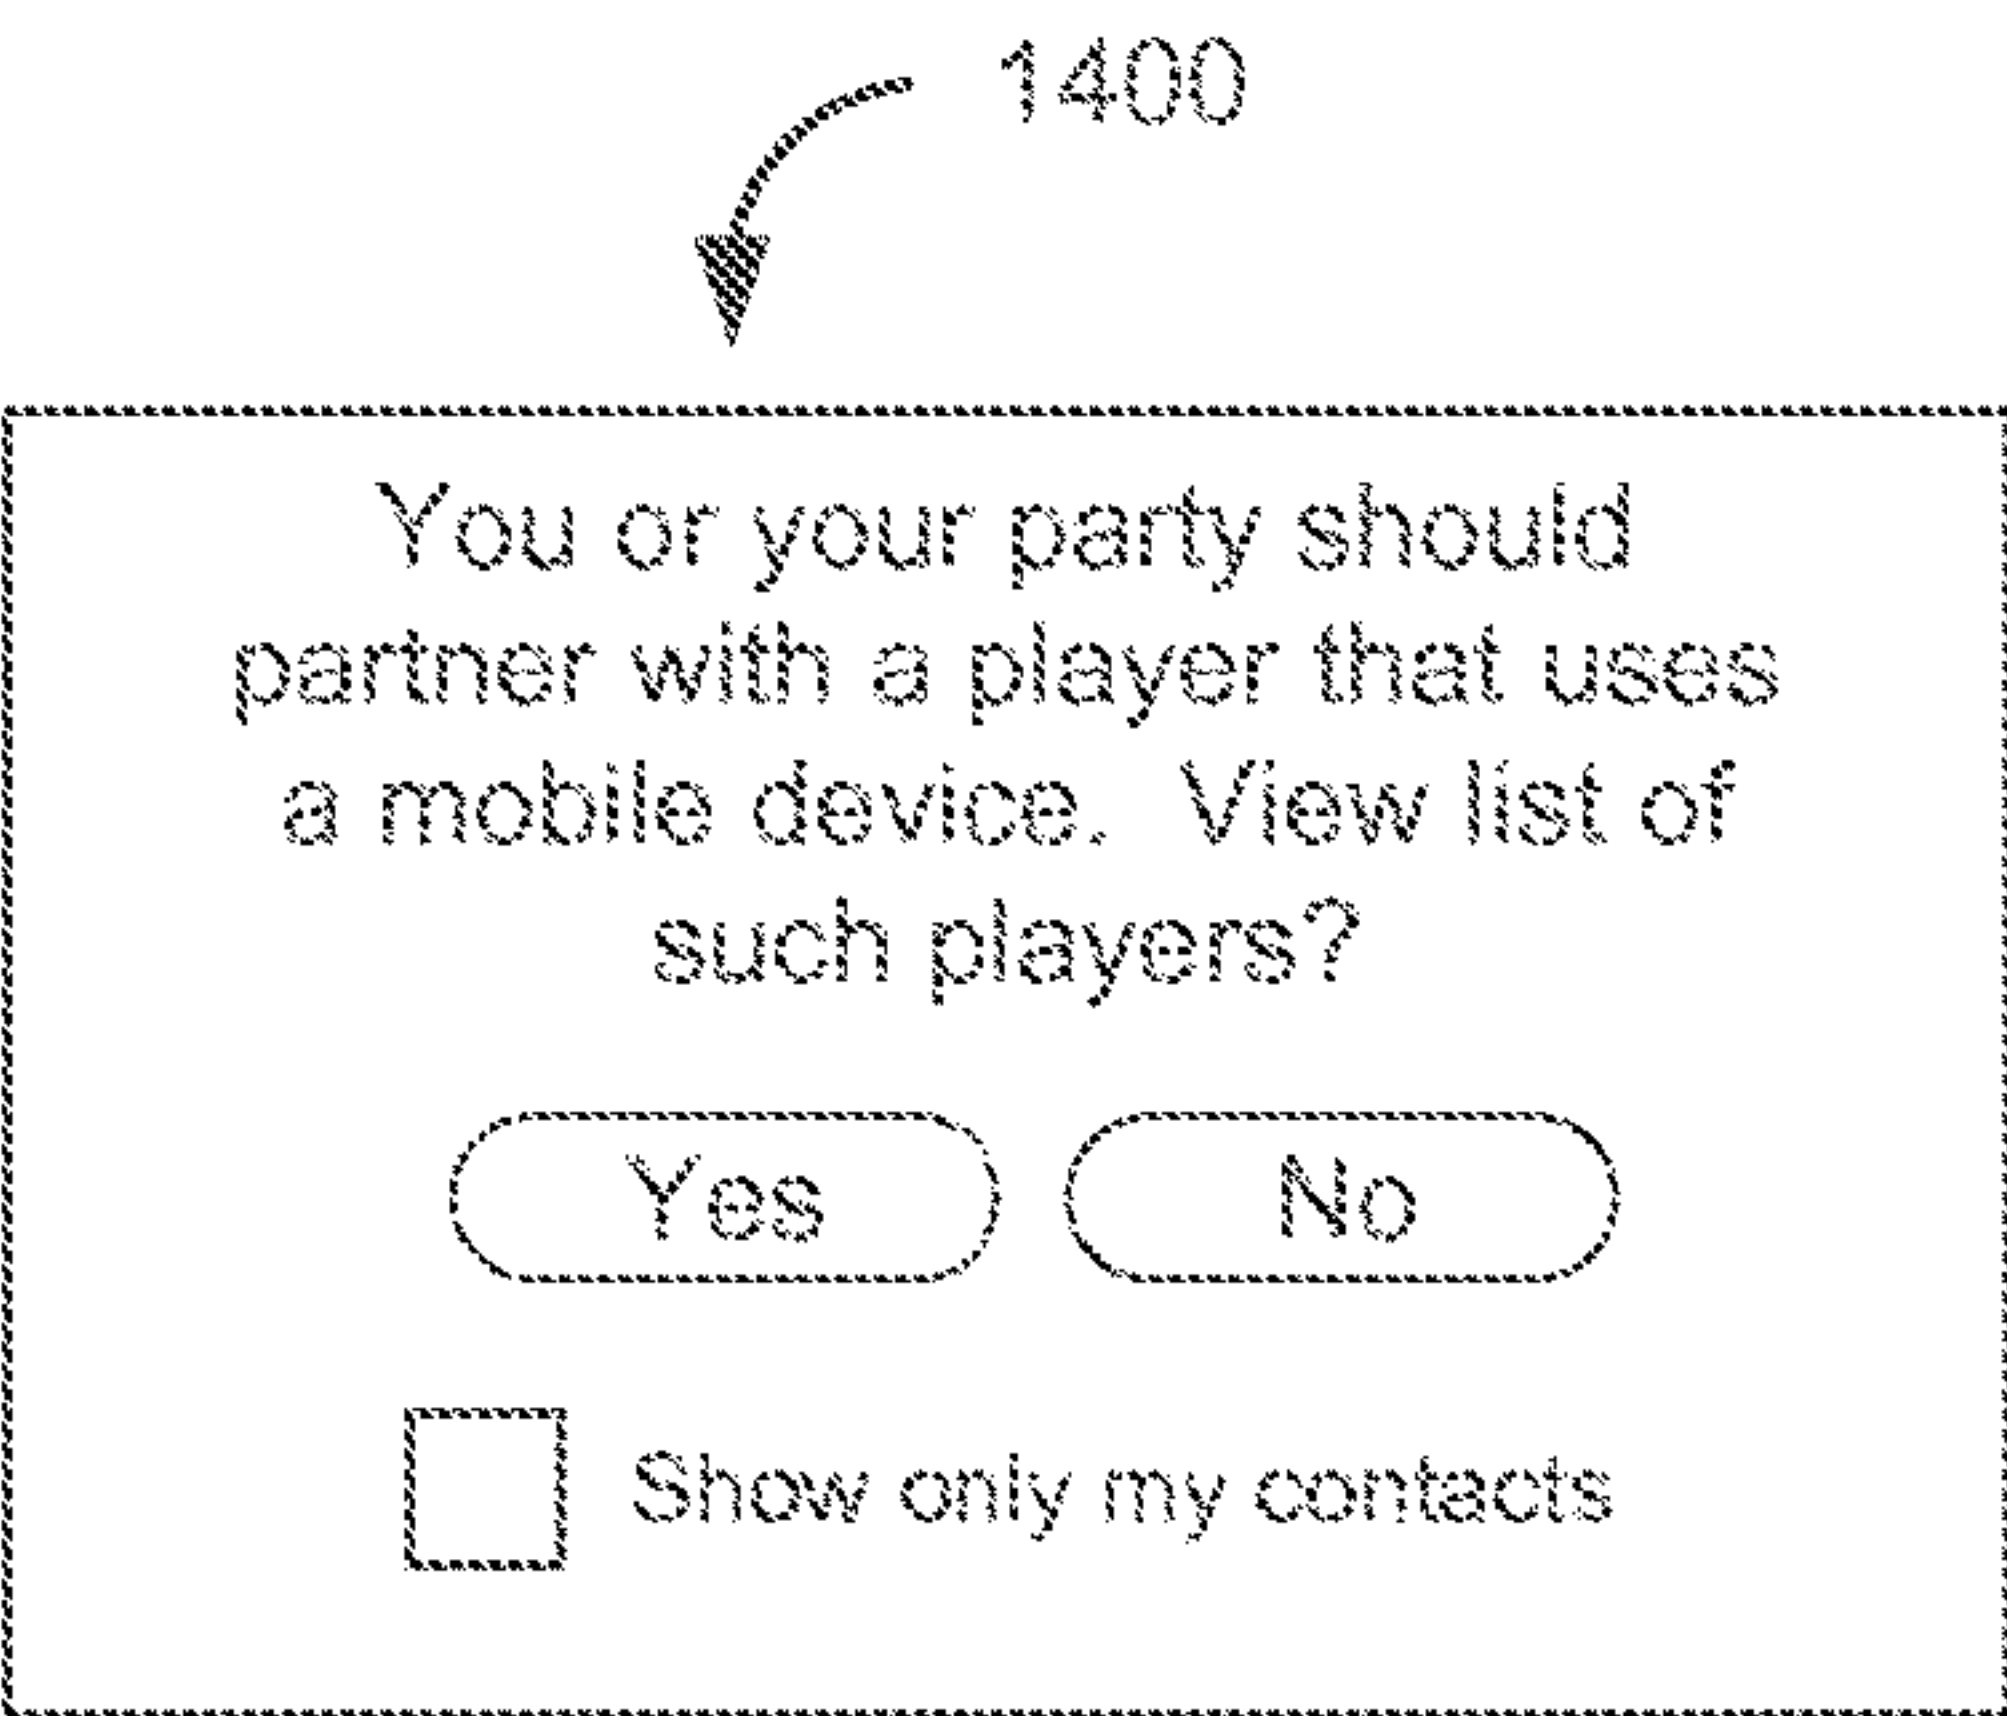 1400
You or your party should
partner with a player that uses
a mobile device.  View list of
such players?
Yes No
Show only my contacts